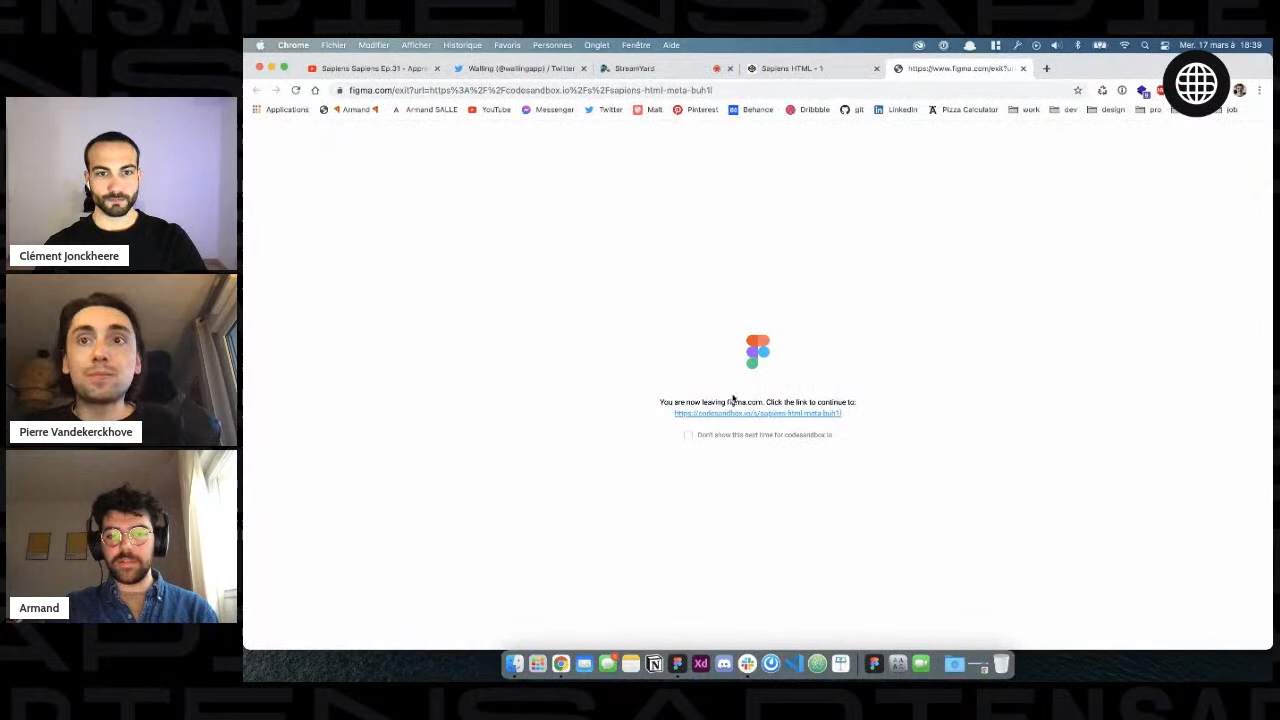 Chrome Fichier Modifier Afficher Historique Favoris Personnes Onglet Fenêtre Aide Mer. 17 mars à 18:39
Sapiens Sapiens Ep.31 - Appr Walling (@wallingapp) / Twitter StreamYard Sapiens HTML - 1 https://www.figma.com/exit?u
figma.com/exit?url=https%3A%2F%2Fcodesandbox.io%2Fs%2Fsapiens-html-meta-buh1l
Applications Armand Armand SALLE YouTube Messenger Twitter Malt Pinterest Behance Dribbble git LinkedIn Pizza Calculator work dev design pro job
Clément Jonckheere
Pierre Vandekerckhove
Armand
You are now leaving figma.com. Click the link to continue to:
https://codesandbox.io/s/sapiens-html-meta-buh1l
Don't show this next time for codesandbox.io
Xd